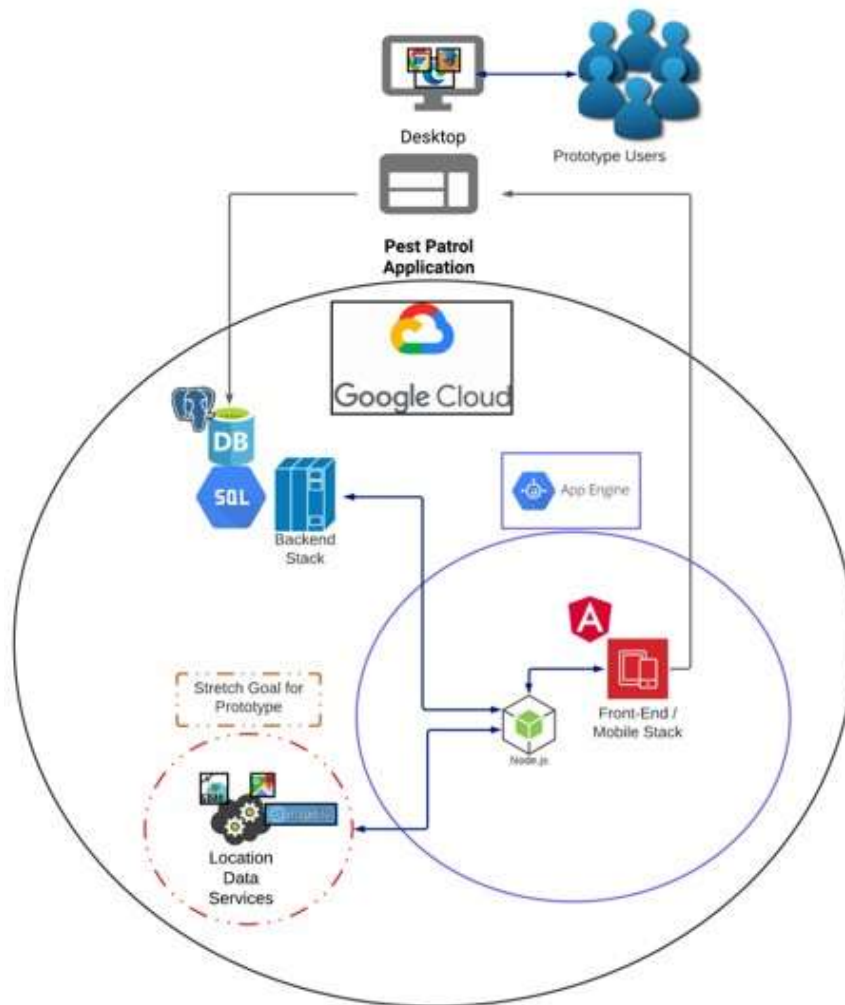 Desktop
Prototype Users
Pest Patrol
Application
Google Cloud
DB
SQL
Backend
Stack
App Engine
A
Stretch Goal for
Prototype
Node.js
Front-End /
Mobile Stack
Location
Data
Services